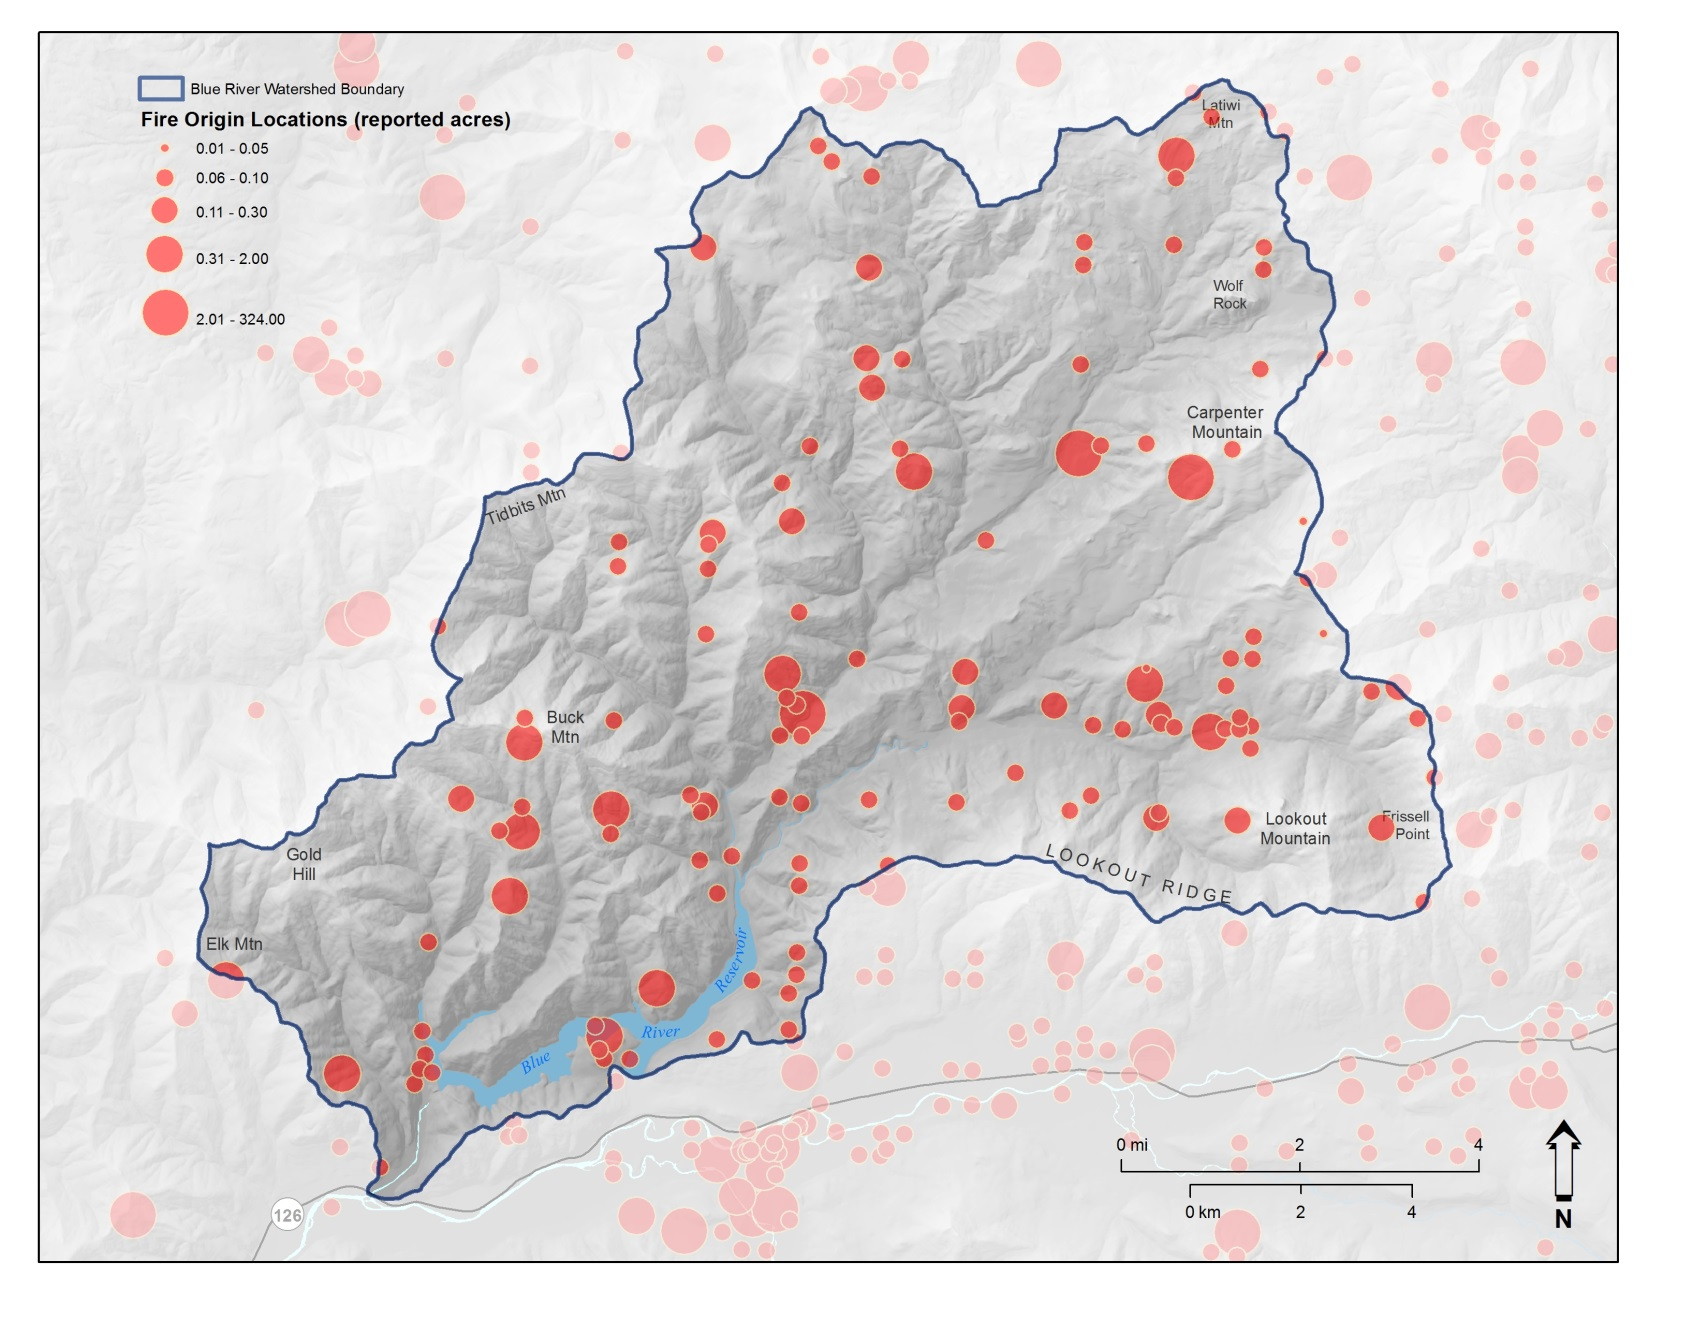 Blue River Watershed Boundary
Fire Origin Locations (reported acres)
0.01 - 0.05
0.06 - 0.10
0.11 - 0.30
0.31 - 2.00
2.01 - 324.00
Latiwi
Mtn
Wolf
Rock
Carpenter
Mountain
Tidbits Mtn
Buck
Mtn
Lookout
Mountain
Frissell
Point
LOOKOUT RIDGE
Gold
Hill
Elk Mtn
Blue River Reservoir
126
0 mi 2 4
0 km 2 4
N